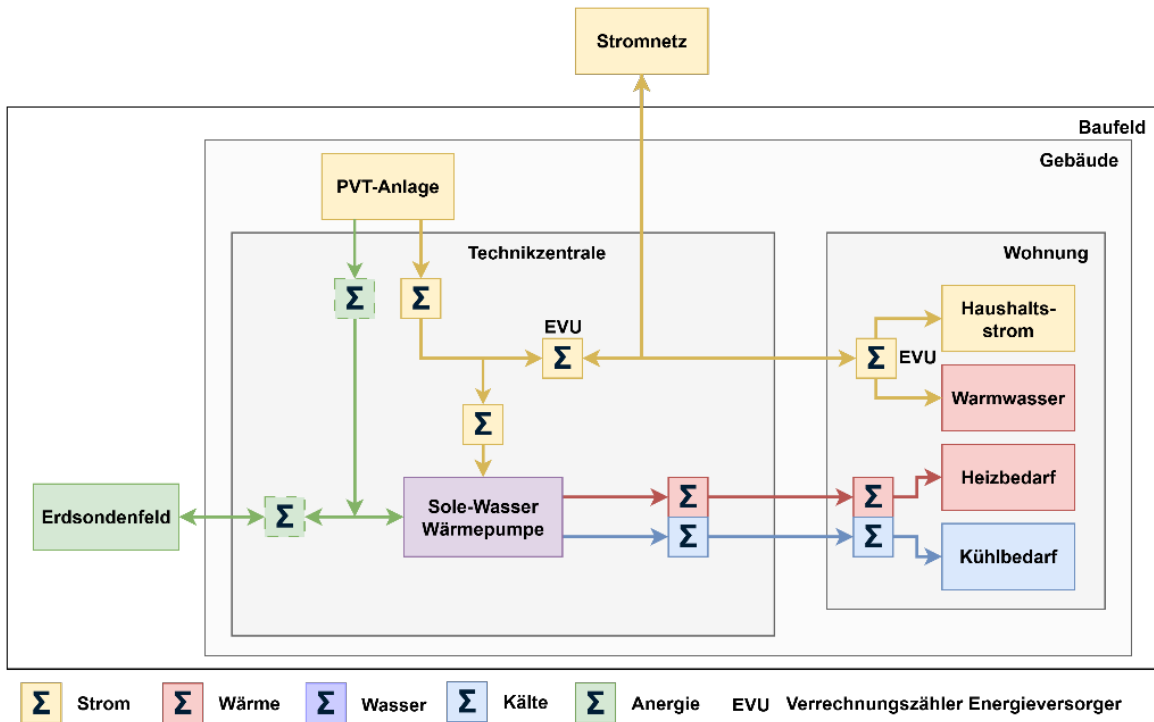 Stromnetz
Baufeld
Gebäude
PVT-Anlage
Technikzentrale
Wohnung
Σ
Σ
Haushalts-
strom
EVU
Σ
Σ
EVU
Warmwasser
Σ
Erdsondenfeld
Σ
Sole-Wasser
Wärmepumpe
Σ
Σ
Heizbedarf
Σ
Σ
Kühlbedarf
Σ Strom
Σ Wärme
Σ Wasser
Σ Kälte
Σ Anergie
EVU Verrechnungszähler Energieversorger